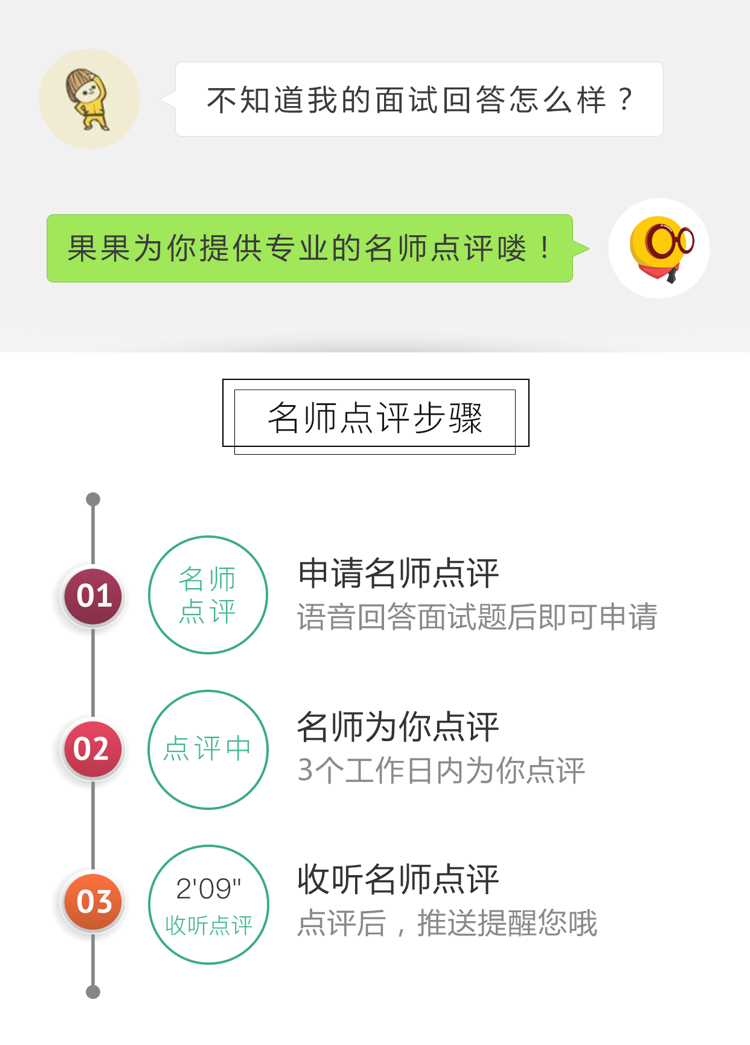 不知道我的面试回答怎么样？
果果为你提供专业的名师点评喽！
名师点评步骤
01
名师
点评
申请名师点评
语音回答面试题后即可申请
02
点评中
名师为你点评
3个工作日内为你点评
03
2'09"
收听点评
收听名师点评
点评后，推送提醒您哦